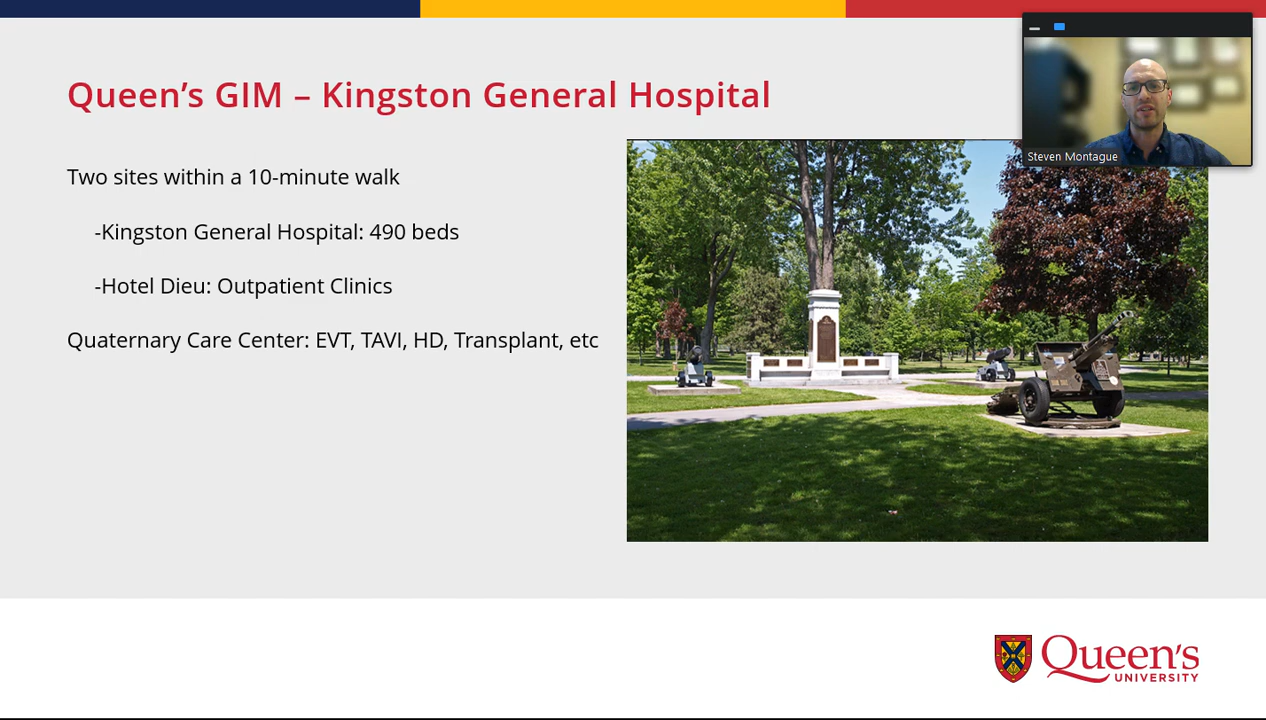 Queen's GIM – Kingston General Hospital
Steven Montague
Two sites within a 10-minute walk
-Kingston General Hospital: 490 beds
-Hotel Dieu: Outpatient Clinics
Quaternary Care Center: EVT, TAVI, HD, Transplant, etc
Queen's
UNIVERSITY